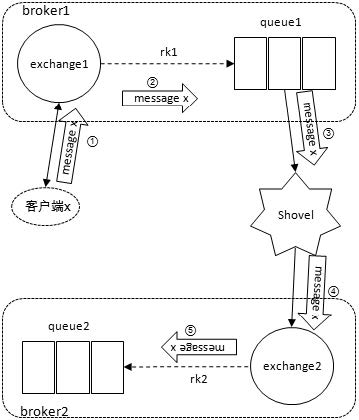 broker1
queue1
exchange1
rk1
②
message x
①
message x
③
message x
客户端x
Shovel
④
message x
⑤
message x
queue2
exchange2
rk2
broker2